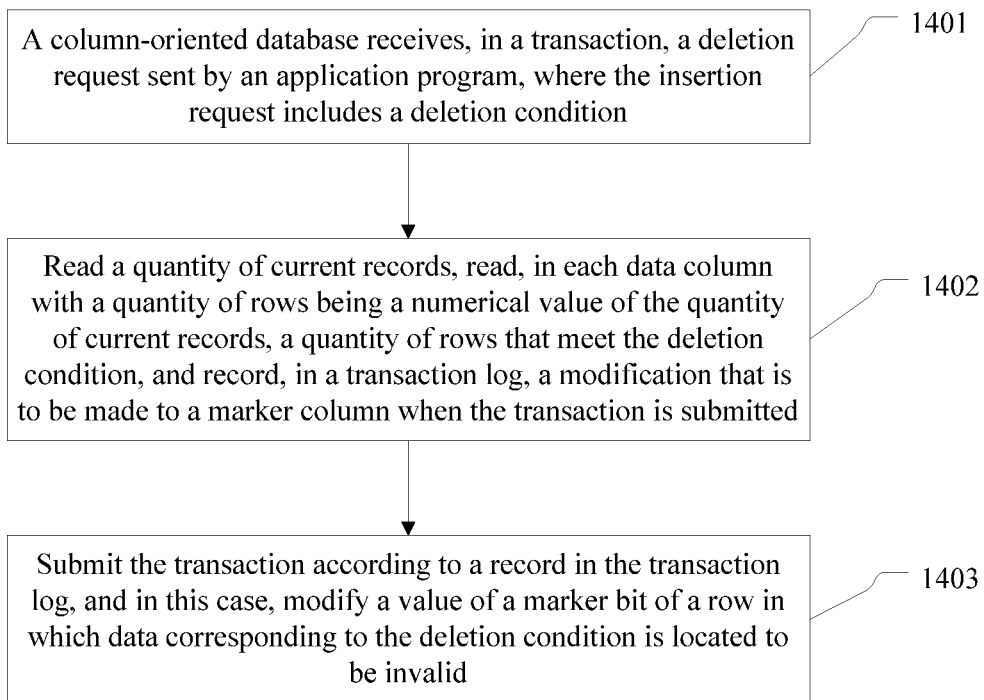 A column-oriented database receives, in a transaction, a deletion
request sent by an application program, where the insertion
request includes a deletion condition
1401
Read a quantity of current records, read, in each data column
with a quantity of rows being a numerical value of the quantity
of current records, a quantity of rows that meet the deletion
condition, and record, in a transaction log, a modification that is
to be made to a marker column when the transaction is submitted
1402
Submit the transaction according to a record in the transaction
log, and in this case, modify a value of a marker bit of a row in
which data corresponding to the deletion condition is located to
be invalid
1403